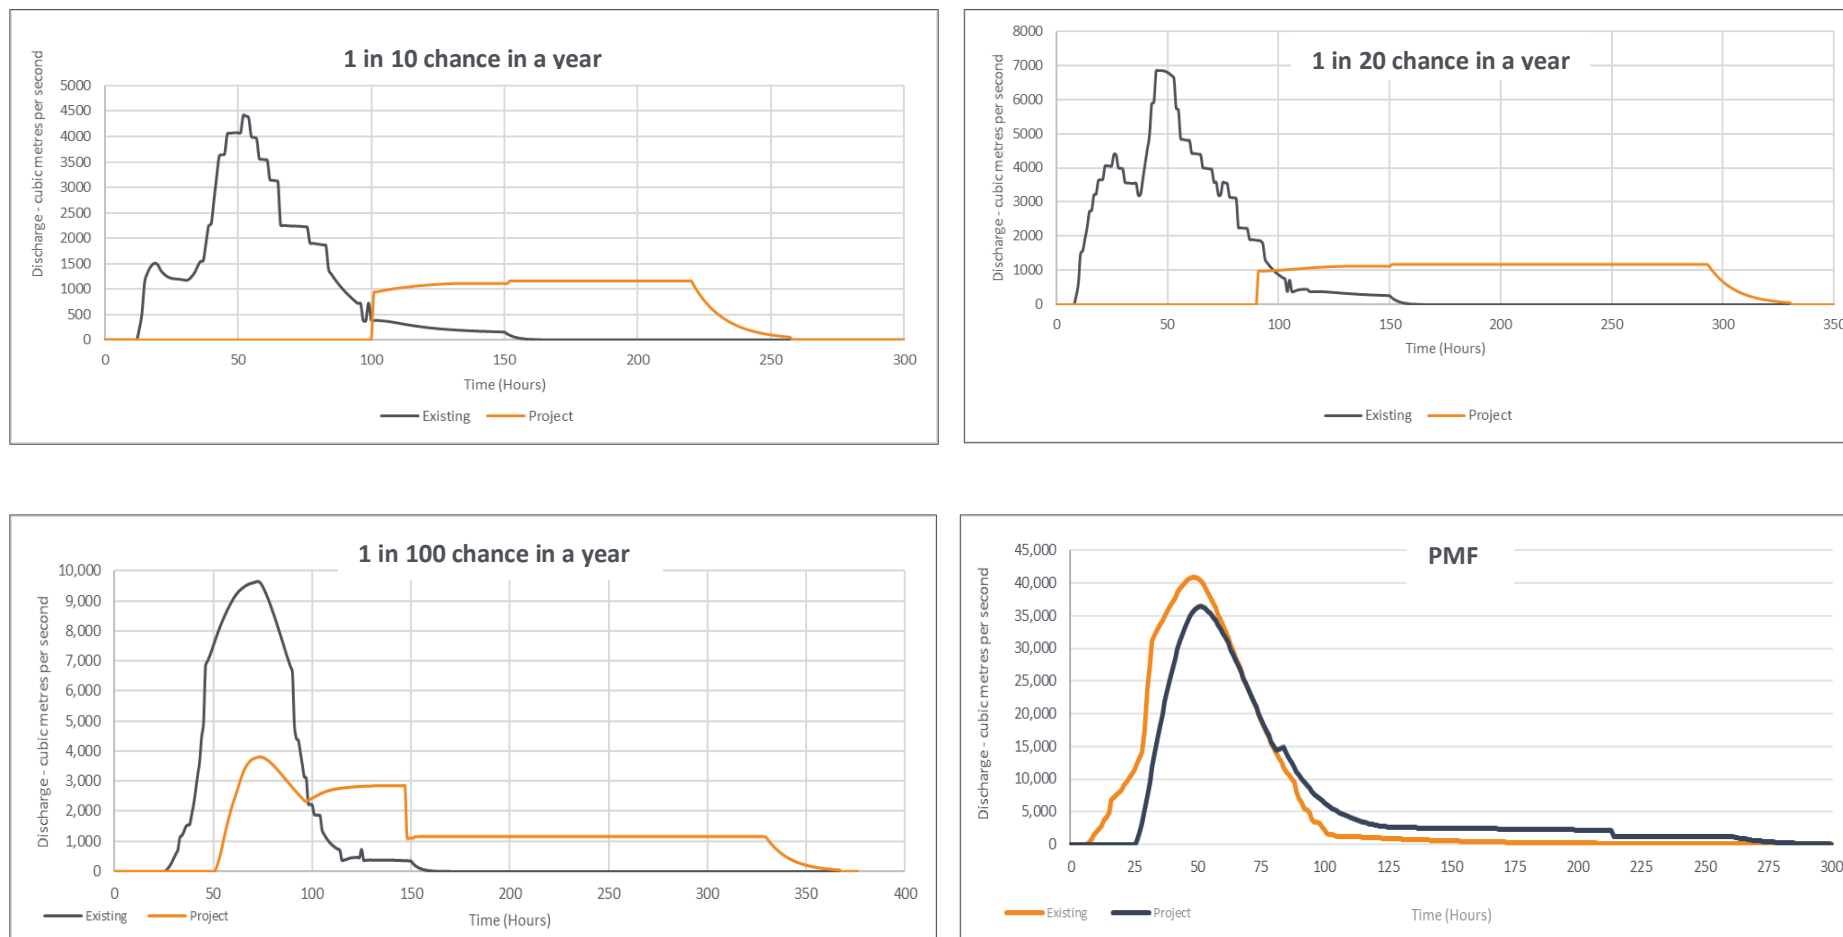 1 in 10 chance in a year
Discharge - cubic metres per second
5000
4500
4000
3500
3000
2500
2000
1500
1000
500
0
0 50 100 150 200 250 300
Time (Hours)
Existing Project
1 in 20 chance in a year
Discharge - cubic metres per second
8000
7000
6000
5000
4000
3000
2000
1000
0
0 50 100 150 200 250 300 350
Time (Hours)
Existing Project
1 in 100 chance in a year
Discharge - cubic metres per second
10,000
9,000
8,000
7,000
6,000
5,000
4,000
3,000
2,000
1,000
0
0 50 100 150 200 250 300 350 400
Existing Project Time (Hours)
PMF
Discharge - cubic metres per second
45,000
40,000
35,000
30,000
25,000
20,000
15,000
10,000
5,000
0
0 25 50 75 100 125 150 175 200 225 250 275 300
Existing Project Time (Hours)